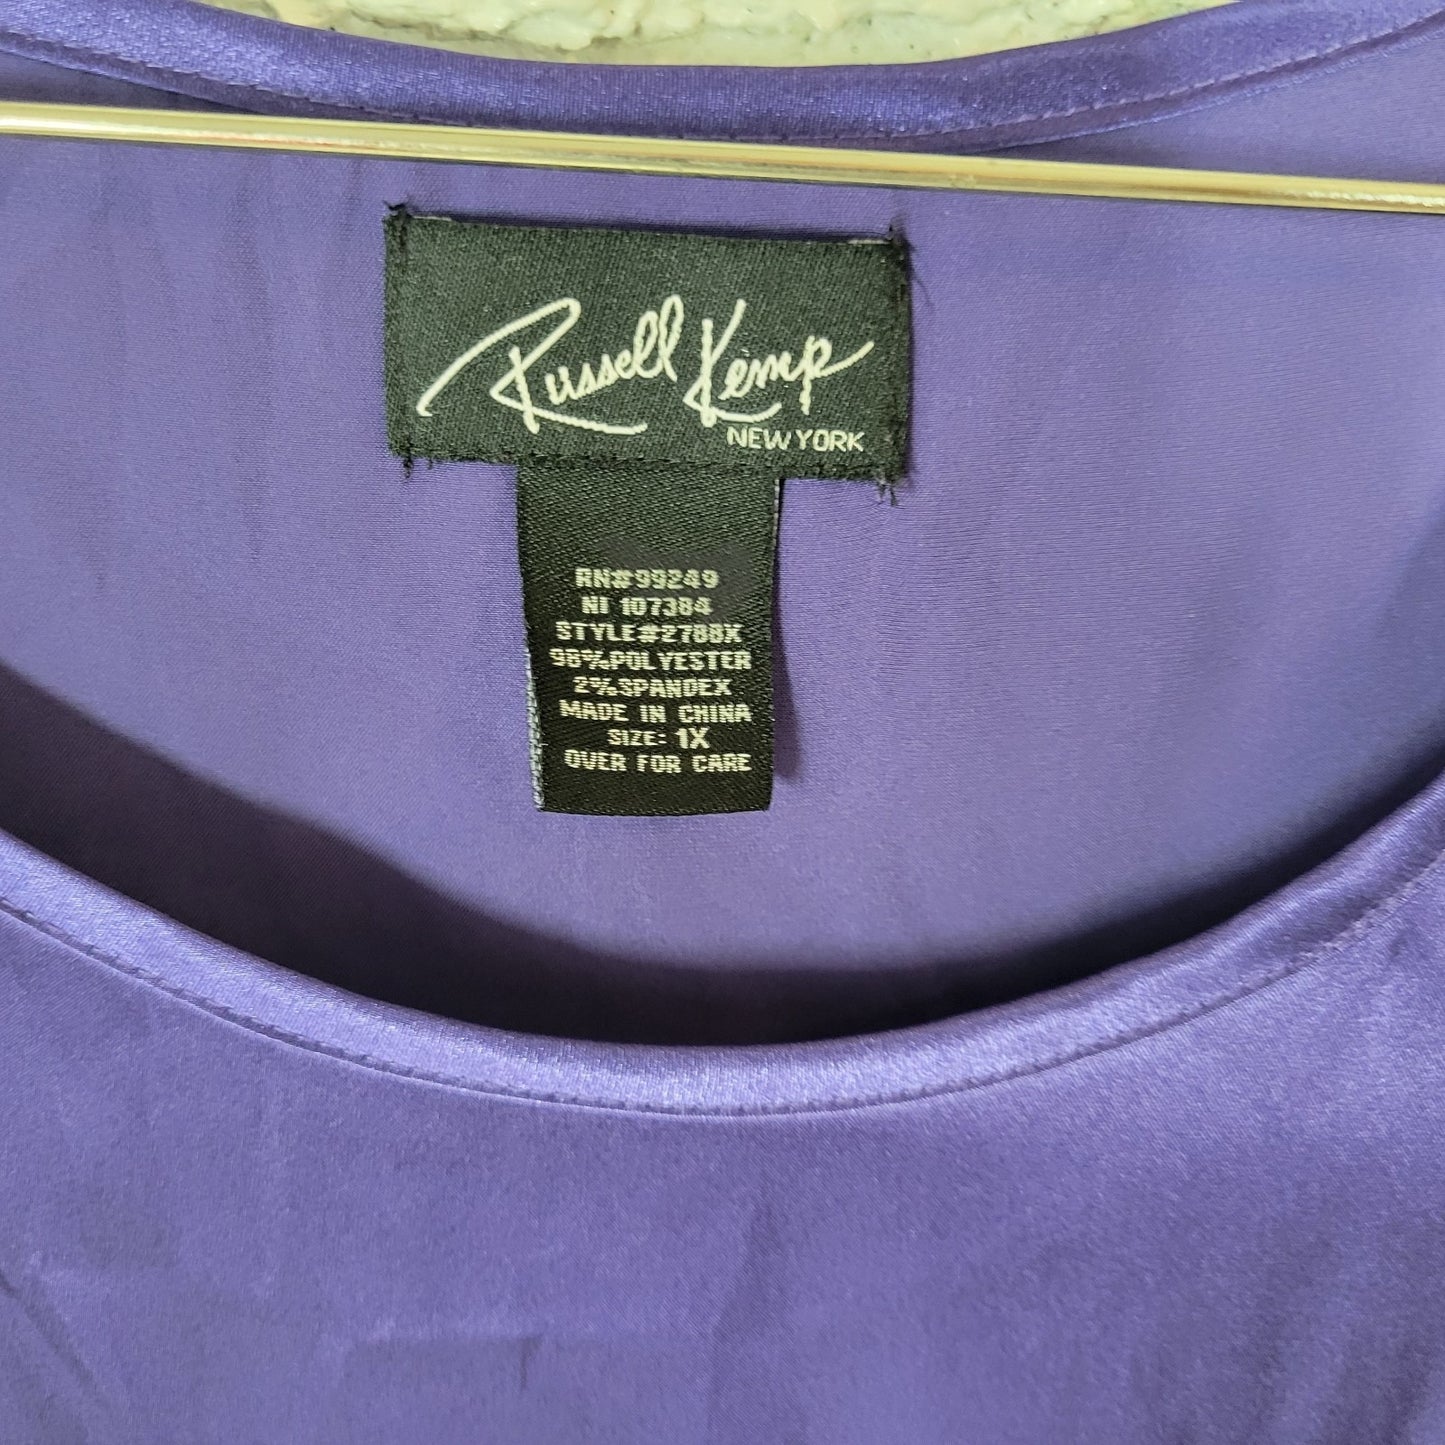 Russell Kemp
NEW YORK
RN#99249
NI 107384
STYLE#2788X
98%POLYESTER
2%SPANDEX
MADE IN CHINA
SIZE: 1X
OVER FOR CARE